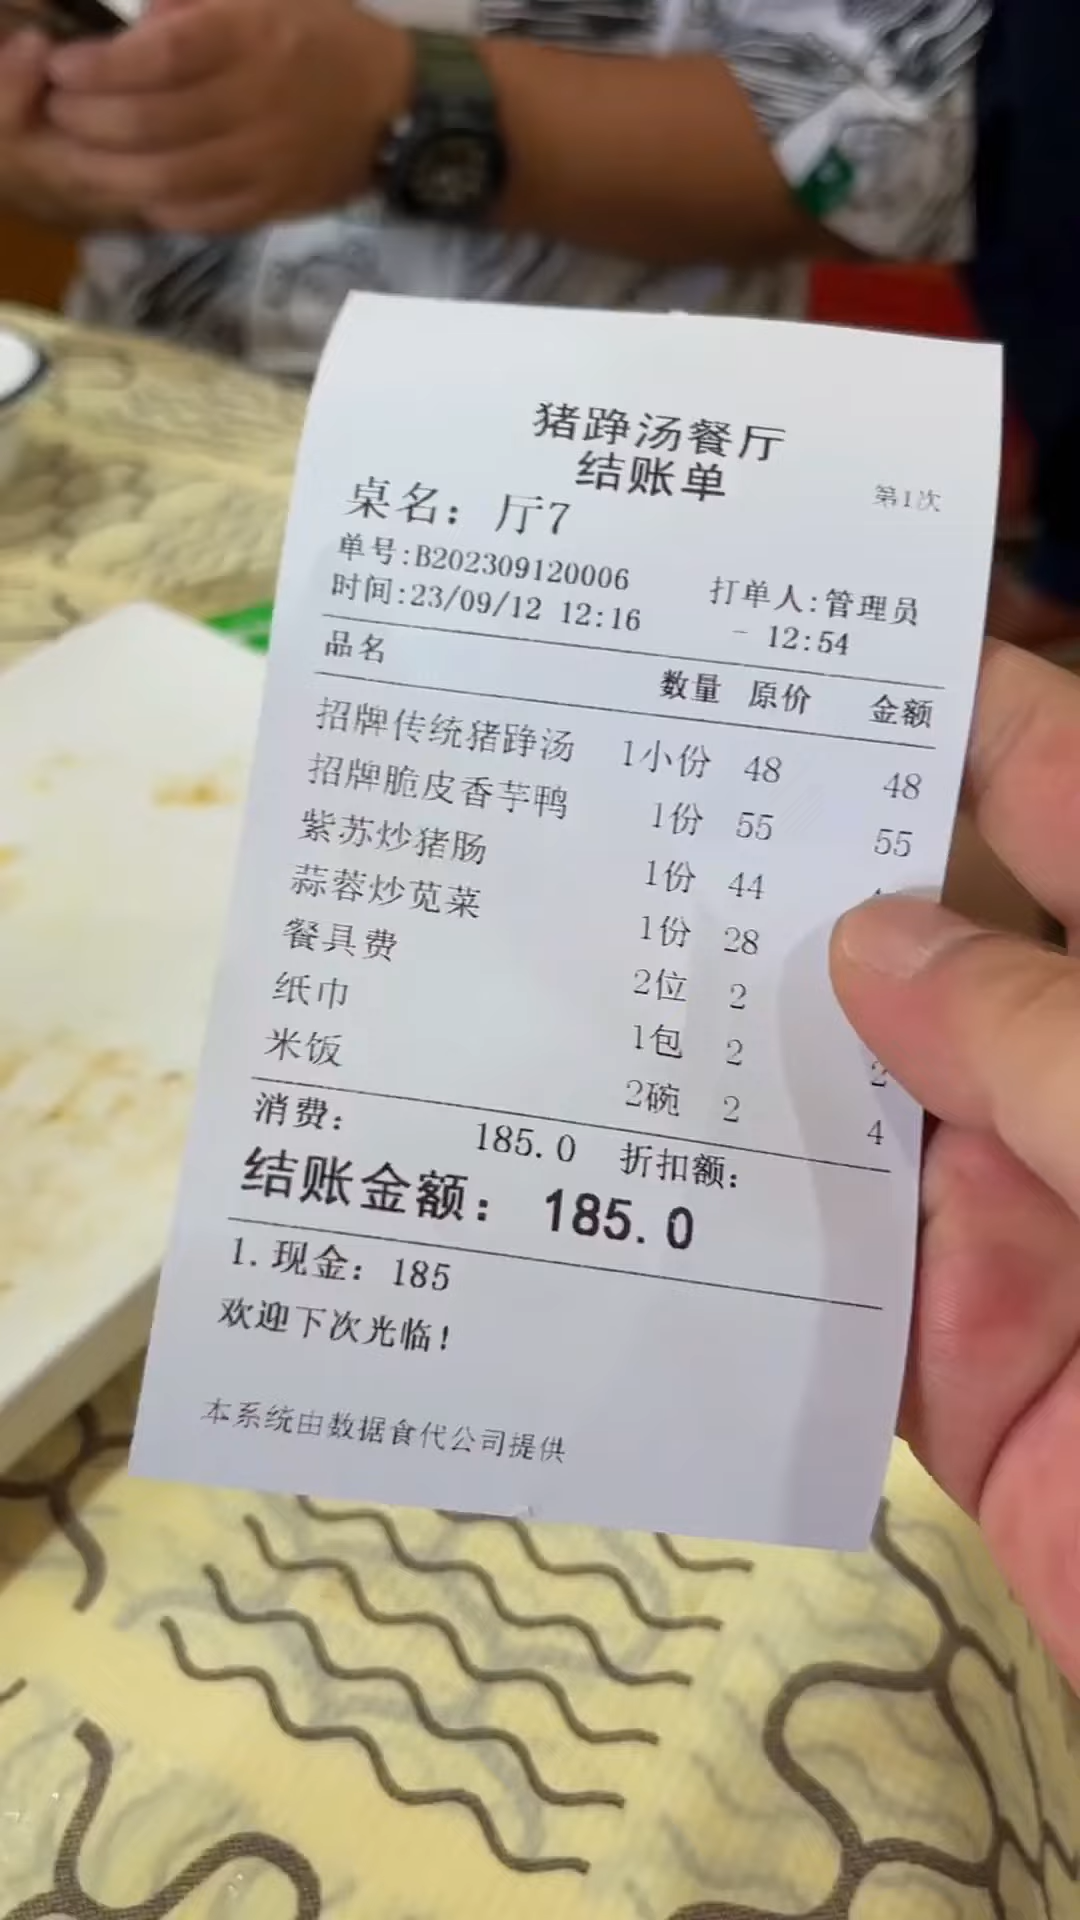 猪踭汤餐厅
结账单
第1次
桌名：厅7
单号:B202309120006 打单人:管理员
时间:23/09/12 12:16 - 12:54
品名 数量 原价 金额
招牌传统猪踭汤 1小份 48 48
招牌脆皮香芋鸭 1份 55 55
紫苏炒猪肠 1份 44
蒜蓉炒苋菜 1份 28
餐具费 2位 2
纸巾 1包 2 2
米饭 2碗 2 4
消费： 185.0 折扣额：
结账金额： 185.0
1.现金：185
欢迎下次光临！
本系统由数据食代公司提供